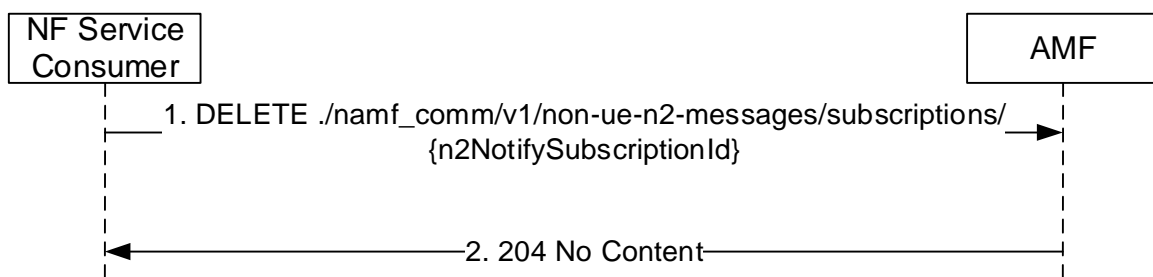 NF Service
Consumer
AMF
1. DELETE ./namf_comm/v1/non-ue-n2-messages/subscriptions/
{n2NotifySubscriptionId}
2. 204 No Content